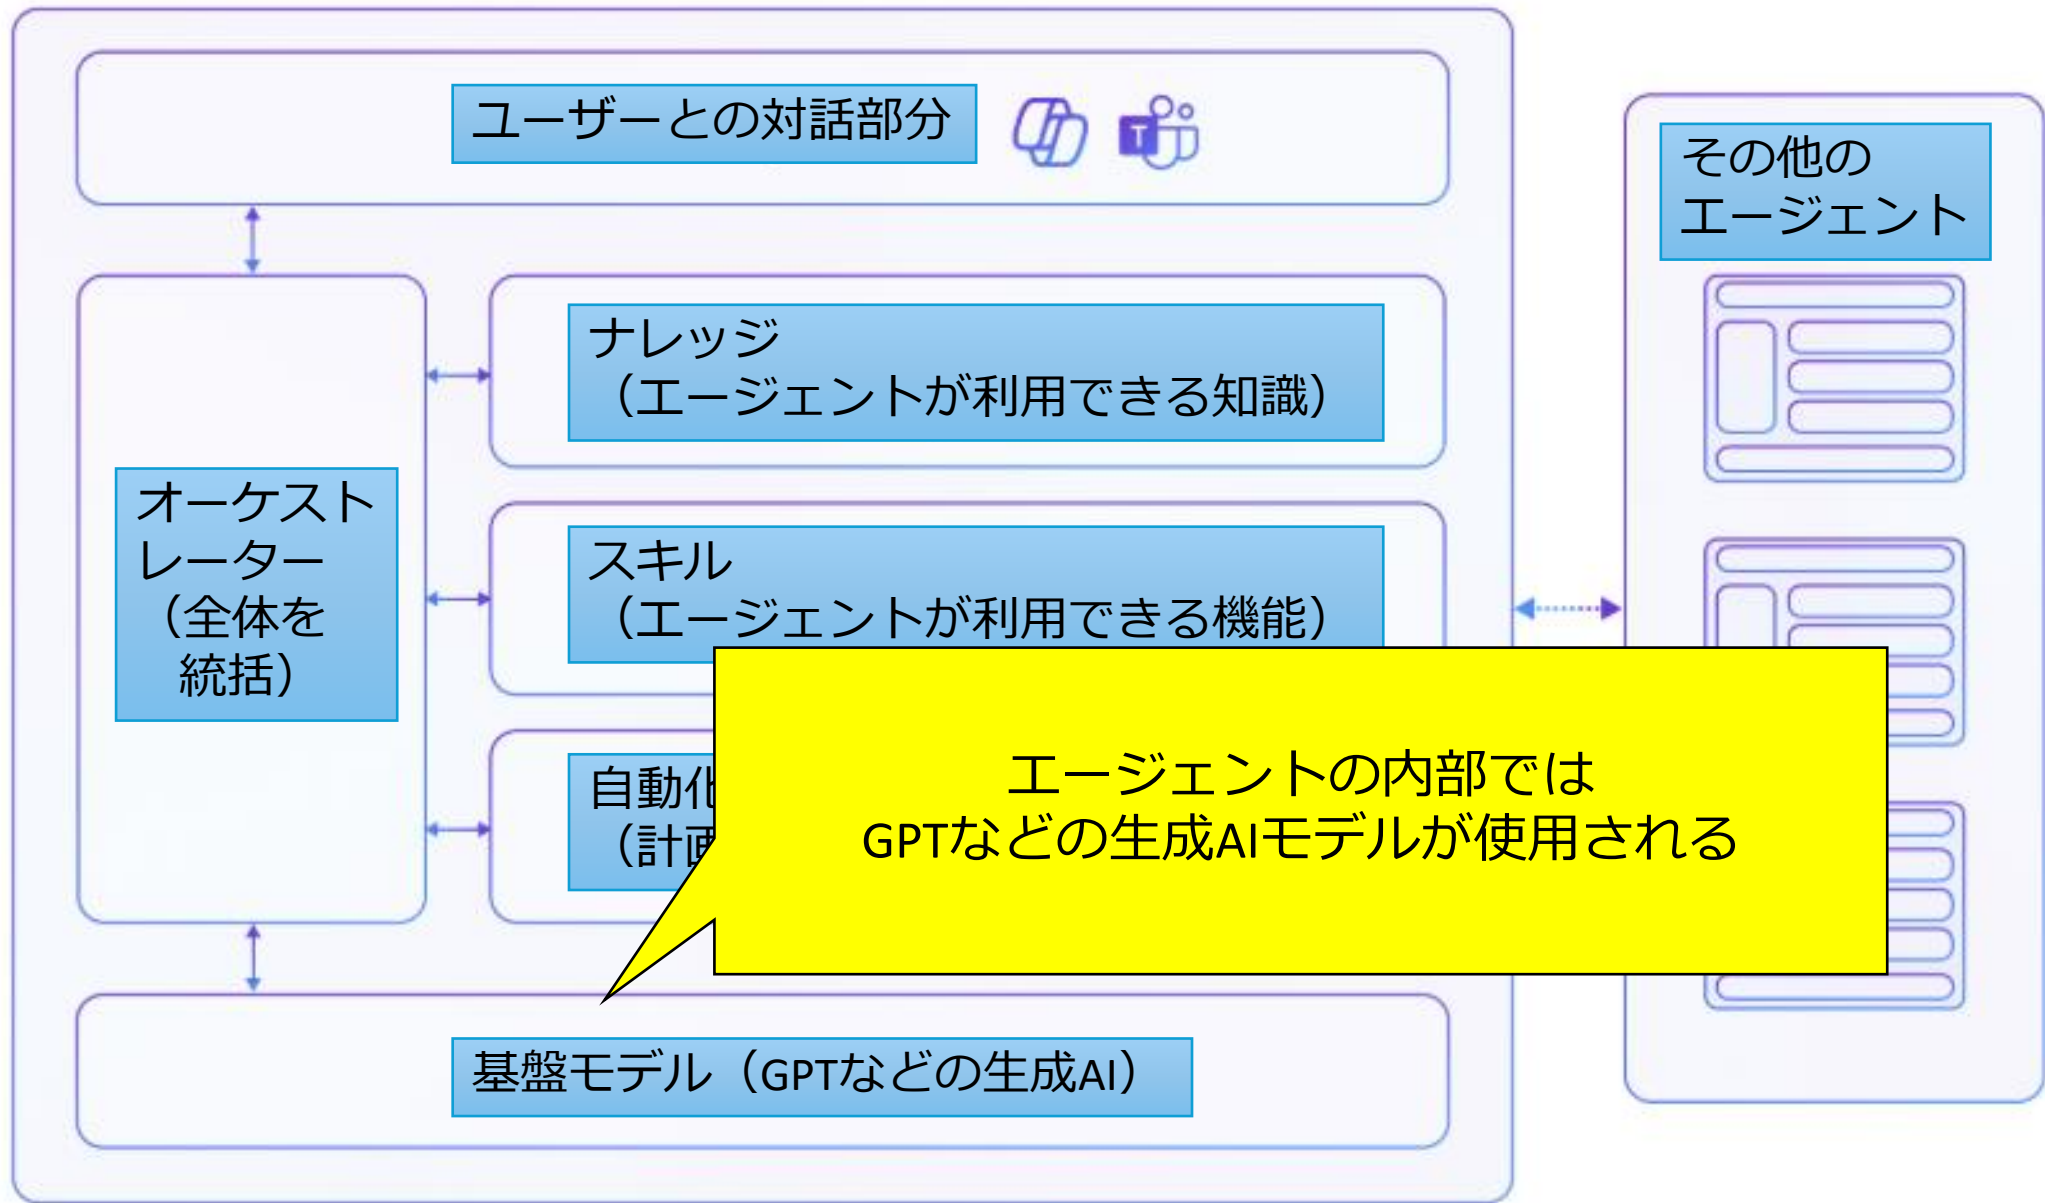 ユーザーとの対話部分
T
その他の
エージェント
ナレッジ
（エージェントが利用できる知識）
オーケスト
レーター
（全体を
統括）
スキル
（エージェントが利用できる機能）
自動化
（計画
エージェントの内部では
GPTなどの生成AIモデルが使用される
基盤モデル（GPTなどの生成AI）